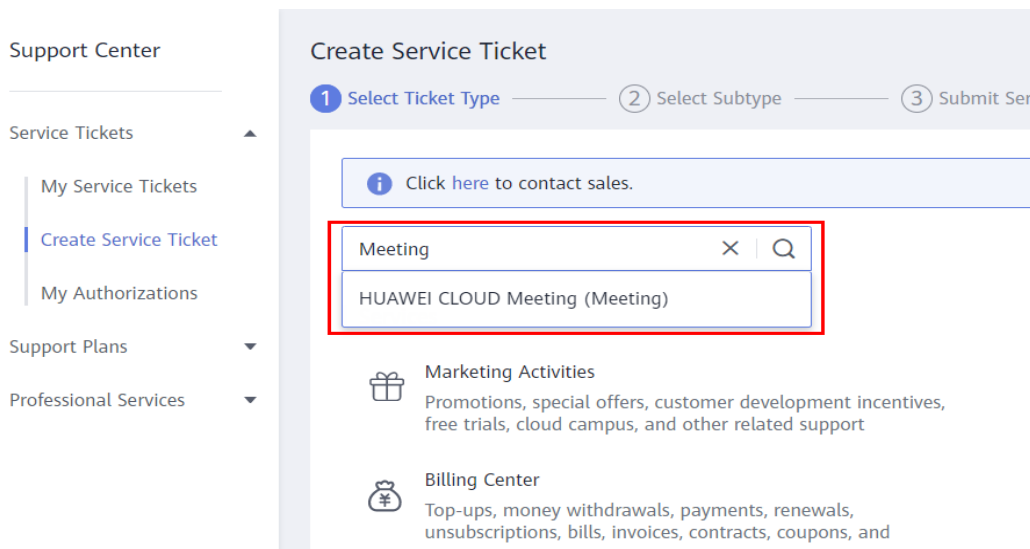 Support Center
Service Tickets
My Service Tickets
Create Service Ticket
My Authorizations
Support Plans
Professional Services
Create Service Ticket
1 Select Ticket Type
2 Select Subtype
3 Submit Ser
Click here to contact sales.
Meeting
HUAWEI CLOUD Meeting (Meeting)
Marketing Activities
Promotions, special offers, customer development incentives,
free trials, cloud campus, and other related support
Billing Center
Top-ups, money withdrawals, payments, renewals,
unsubscriptions, bills, invoices, contracts, coupons, and